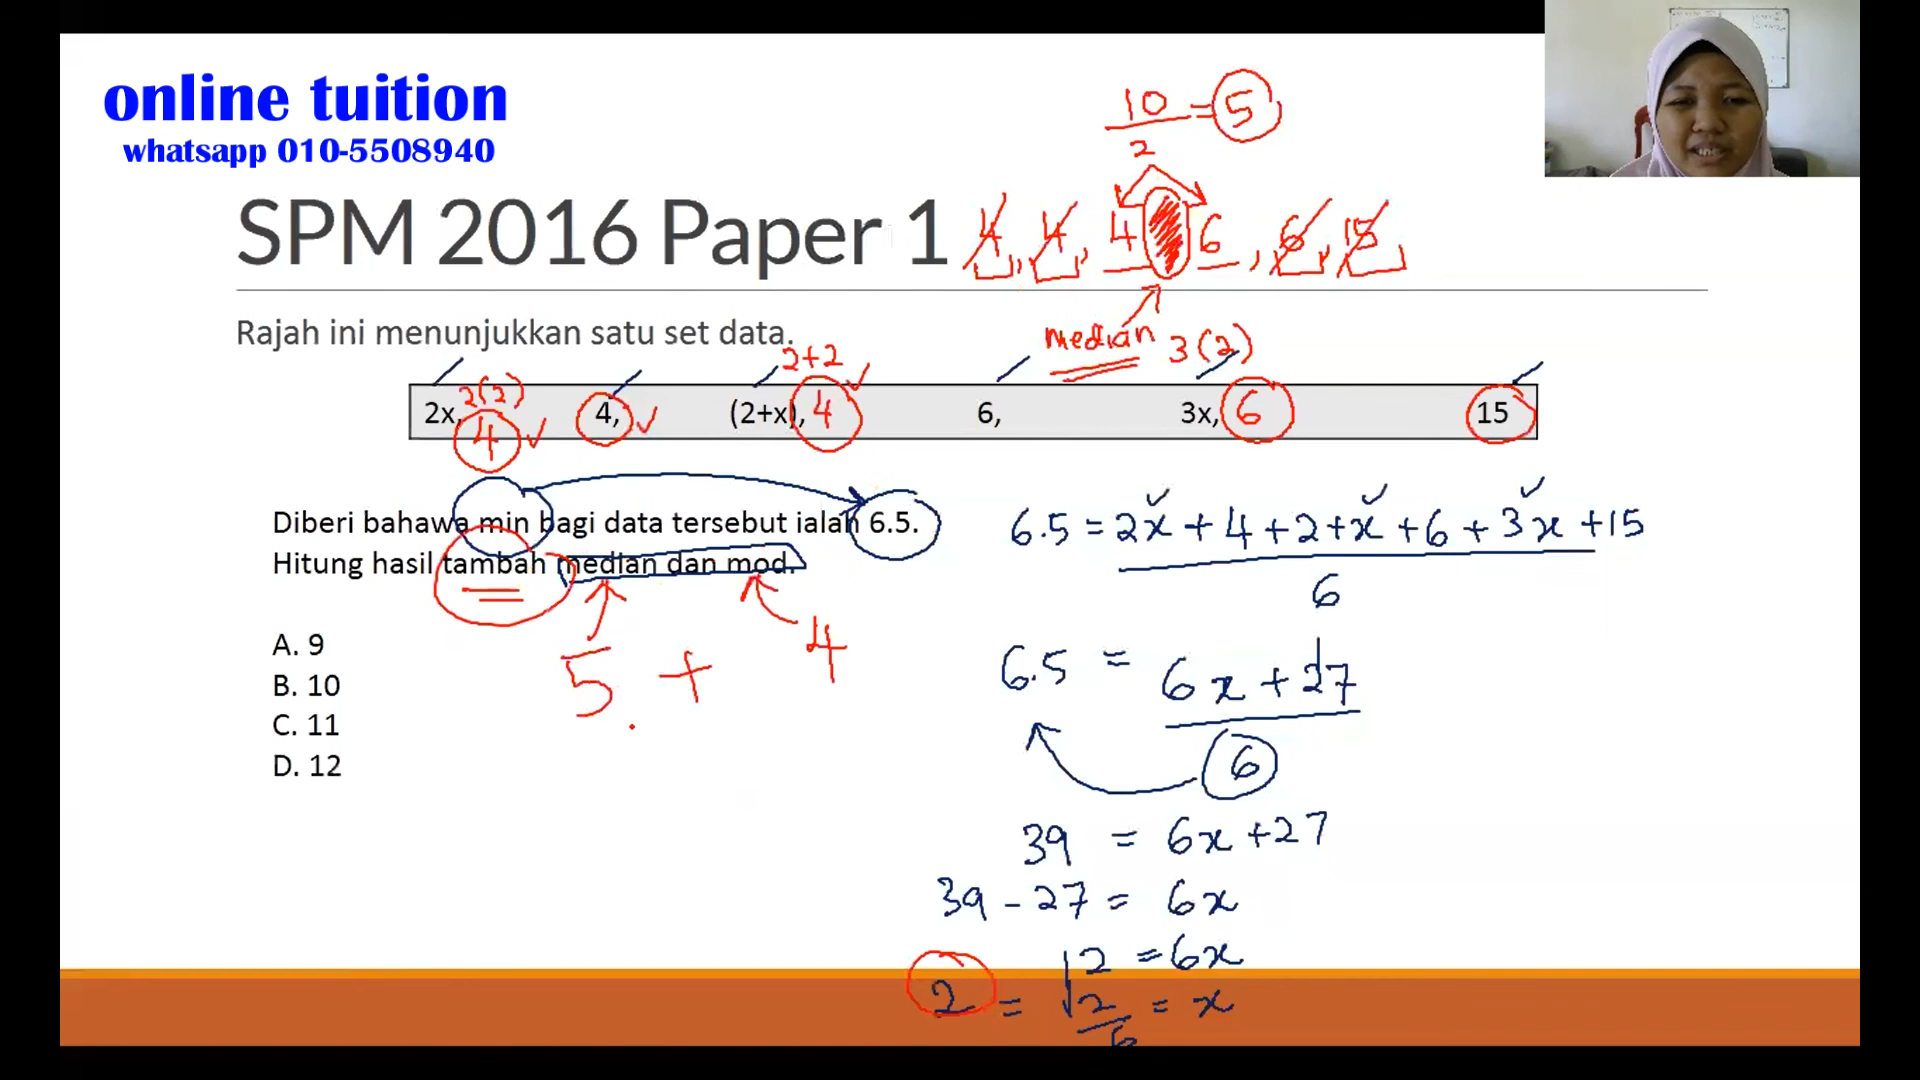 online tuition
whatsapp 010-5508940
10/2 = 5
SPM 2016 Paper 1
4, 4, 4 6, 6, 15,
Rajah ini menunjukkan satu set data.
median
3(2)
2+2
2(2)
2x, 4, (2+x), 6, 3x, 15
4 4 6
Diberi bahawa min bagi data tersebut ialah 6.5.
Hitung hasil tambah median dan mod.
6.5 = 2x + 4 + 2 + x + 6 + 3x + 15
6
A. 9
B. 10
C. 11
D. 12
5 + 4
6.5 = 6x + 27
6
39 = 6x + 27
39 - 27 = 6x
12 = 6x
2 = 12/6 = x